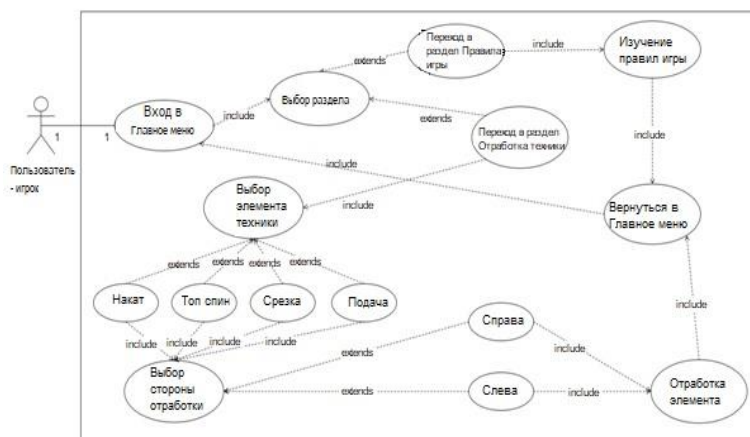 Переход в
раздел Правила
игры
include
Изучение
правил игры
extends
Выбор раздела
Вход в
Главное меню
include
extends
include
1
1
Переход в раздел
Отработка техники
Пользователь
- игрок
include
Выбор
элемента
техники
include
Вернуться в
Главное меню
extends
extends
extends
extends
Накат
Топ спин
Срезка
Подача
Справа
include
include
include
include
include
include
extends
Выбор
стороны
отработки
extends
Слева
include
Отработка
элемента